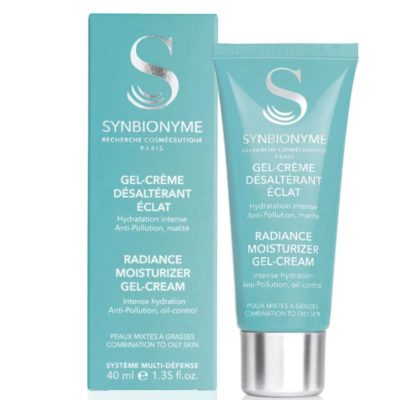 S
SYNBIONYME
RECHERCHE COSMÉCEUTIQUE
PARIS
GEL-CRÈME
DÉSALTÉRANT
ÉCLAT
Hydratation intense
Anti-Pollution, matité
RADIANCE
MOISTURIZER
GEL-CREAM
Intense hydration
Anti-Pollution, oil-control
PEAUX MIXTES À GRASSES
COMBINATION TO OILY SKIN
SYSTÈME MULTI-DÉFENSE
40 ml e 1.35 fl.oz.
S
SYNBIONYME
RECHERCHE COSMÉCEUTIQUE
PARIS
GEL-CRÈME
DÉSALTÉRANT
ÉCLAT
Hydratation intense
Anti-Pollution, matité
RADIANCE
MOISTURIZER
GEL-CREAM
Intense hydration
Anti-Pollution, oil-control
PEAUX MIXTES À GRASSES
COMBINATION TO OILY SKIN